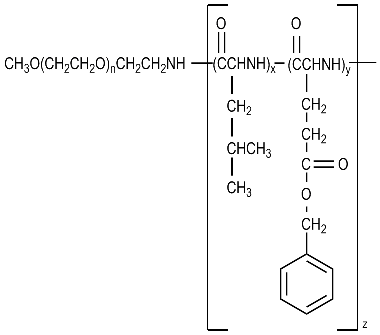 O O
CH3O(CH2CH2O)nCH2CH2NH (CCHNH)x (CCHNH)y
CH2 CH2
CHCH3 CH2
CH3 C O
O
CH2
z